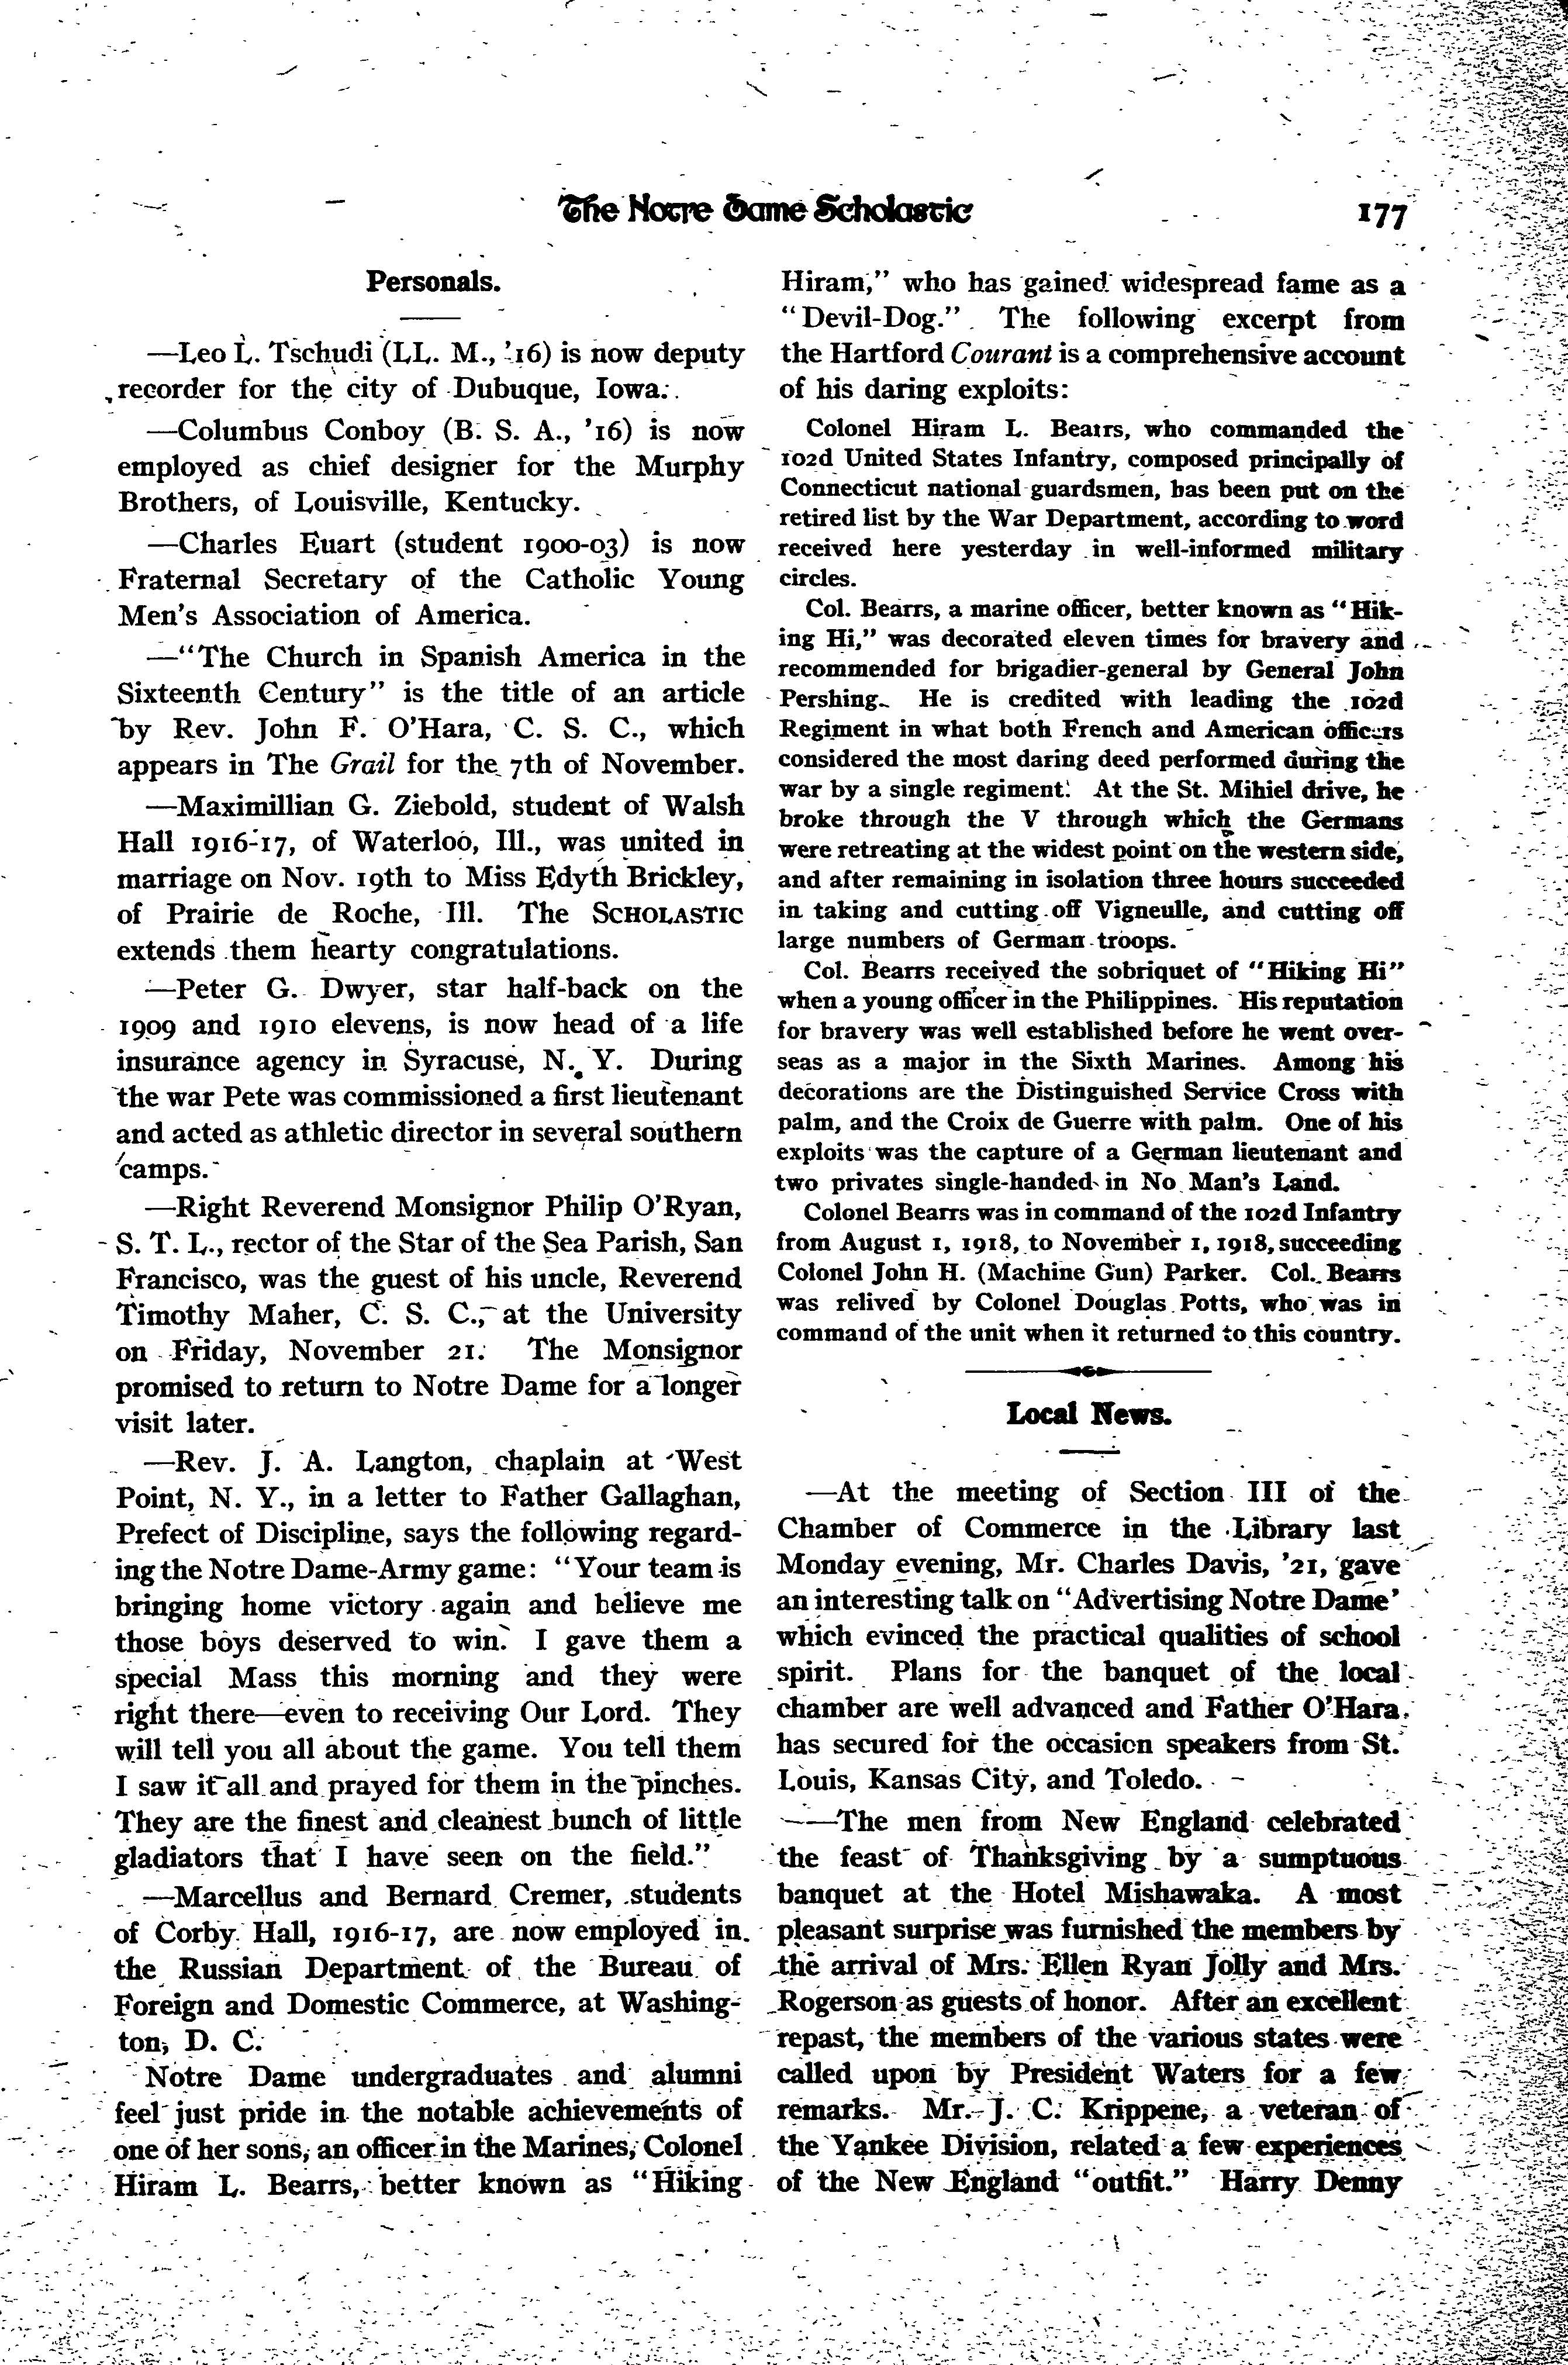 The Notre Dame Scholastic
177
Personals.
—Leo L. Tschudi (LL. M., '16) is now deputy
recorder for the city of Dubuque, Iowa.
—Columbus Conboy (B. S. A., '16) is now
employed as chief designer for the Murphy
Brothers, of Louisville, Kentucky.
—Charles Euart (student 1900-03) is now
Fraternal Secretary of the Catholic Young
Men's Association of America.
—"The Church in Spanish America in the
Sixteenth Century" is the title of an article
by Rev. John F. O'Hara, C. S. C., which
appears in The Grail for the 7th of November.
—Maximillian G. Ziebold, student of Walsh
Hall 1916-17, of Waterloo, Ill., was united in
marriage on Nov. 19th to Miss Edyth Brickley,
of Prairie de Roche, Ill. The SCHOLASTIC
extends them hearty congratulations.
—Peter G. Dwyer, star half-back on the
1909 and 1910 elevens, is now head of a life
insurance agency in Syracuse, N. Y. During
the war Pete was commissioned a first lieutenant
and acted as athletic director in several southern
camps.
—Right Reverend Monsignor Philip O'Ryan,
S. T. L., rector of the Star of the Sea Parish, San
Francisco, was the guest of his uncle, Reverend
Timothy Maher, C. S. C., at the University
on Friday, November 21. The Monsignor
promised to return to Notre Dame for a longer
visit later.
—Rev. J. A. Langton, chaplain at West
Point, N. Y., in a letter to Father Gallaghan,
Prefect of Discipline, says the following regard-
ing the Notre Dame-Army game: "Your team is
bringing home victory again and believe me
those boys deserved to win. I gave them a
special Mass this morning and they were
right there—even to receiving Our Lord. They
will tell you all about the game. You tell them
I saw it all and prayed for them in the pinches.
They are the finest and cleanest bunch of little
gladiators that I have seen on the field."
—Marcellus and Bernard Cremer, students
of Corby Hall, 1916-17, are now employed in
the Russian Department of the Bureau of
Foreign and Domestic Commerce, at Washing-
ton, D. C.
Notre Dame undergraduates and alumni
feel just pride in the notable achievements of
one of her sons, an officer in the Marines, Colonel
Hiram L. Bearrs, better known as "Hiking
Hiram," who has gained widespread fame as a
"Devil-Dog." The following excerpt from
the Hartford Courant is a comprehensive account
of his daring exploits:
Colonel Hiram L. Beairs, who commanded the
102d United States Infantry, composed principally of
Connecticut national guardsmen, has been put on the
retired list by the War Department, according to word
received here yesterday in well-informed military
circles.
Col. Bearrs, a marine officer, better known as "Hik-
ing Hi," was decorated eleven times for bravery and
recommended for brigadier-general by General John
Pershing. He is credited with leading the 102d
Regiment in what both French and American officers
considered the most daring deed performed during the
war by a single regiment. At the St. Mihiel drive, he
broke through the V through which the Germans
were retreating at the widest point on the western side,
and after remaining in isolation three hours succeeded
in taking and cutting off Vigneulle, and cutting off
large numbers of German troops.
Col. Bearrs received the sobriquet of "Hiking Hi"
when a young officer in the Philippines. His reputation
for bravery was well established before he went over-
seas as a major in the Sixth Marines. Among his
decorations are the Distinguished Service Cross with
palm, and the Croix de Guerre with palm. One of his
exploits was the capture of a German lieutenant and
two privates single-handed in No Man's Land.
Colonel Bearrs was in command of the 102d Infantry
from August 1, 1918, to November 1, 1918, succeeding
Colonel John H. (Machine Gun) Parker. Col. Bearrs
was relived by Colonel Douglas Potts, who was in
command of the unit when it returned to this country.
Local News.
—At the meeting of Section III of the
Chamber of Commerce in the Library last
Monday evening, Mr. Charles Davis, '21, gave
an interesting talk on "Advertising Notre Dame'
which evinced the practical qualities of school
spirit. Plans for the banquet of the local
chamber are well advanced and Father O'Hara
has secured for the occasion speakers from St.
Louis, Kansas City, and Toledo.
—The men from New England celebrated
the feast of Thanksgiving by a sumptuous
banquet at the Hotel Mishawaka. A most
pleasant surprise was furnished the members by
the arrival of Mrs. Ellen Ryan Jolly and Mrs.
Rogerson as guests of honor. After an excellent
repast, the members of the various states were
called upon by President Waters for a few
remarks. Mr. J. C. Krippene, a veteran of
the Yankee Division, related a few experiences
of the New England "outfit." Harry Denny